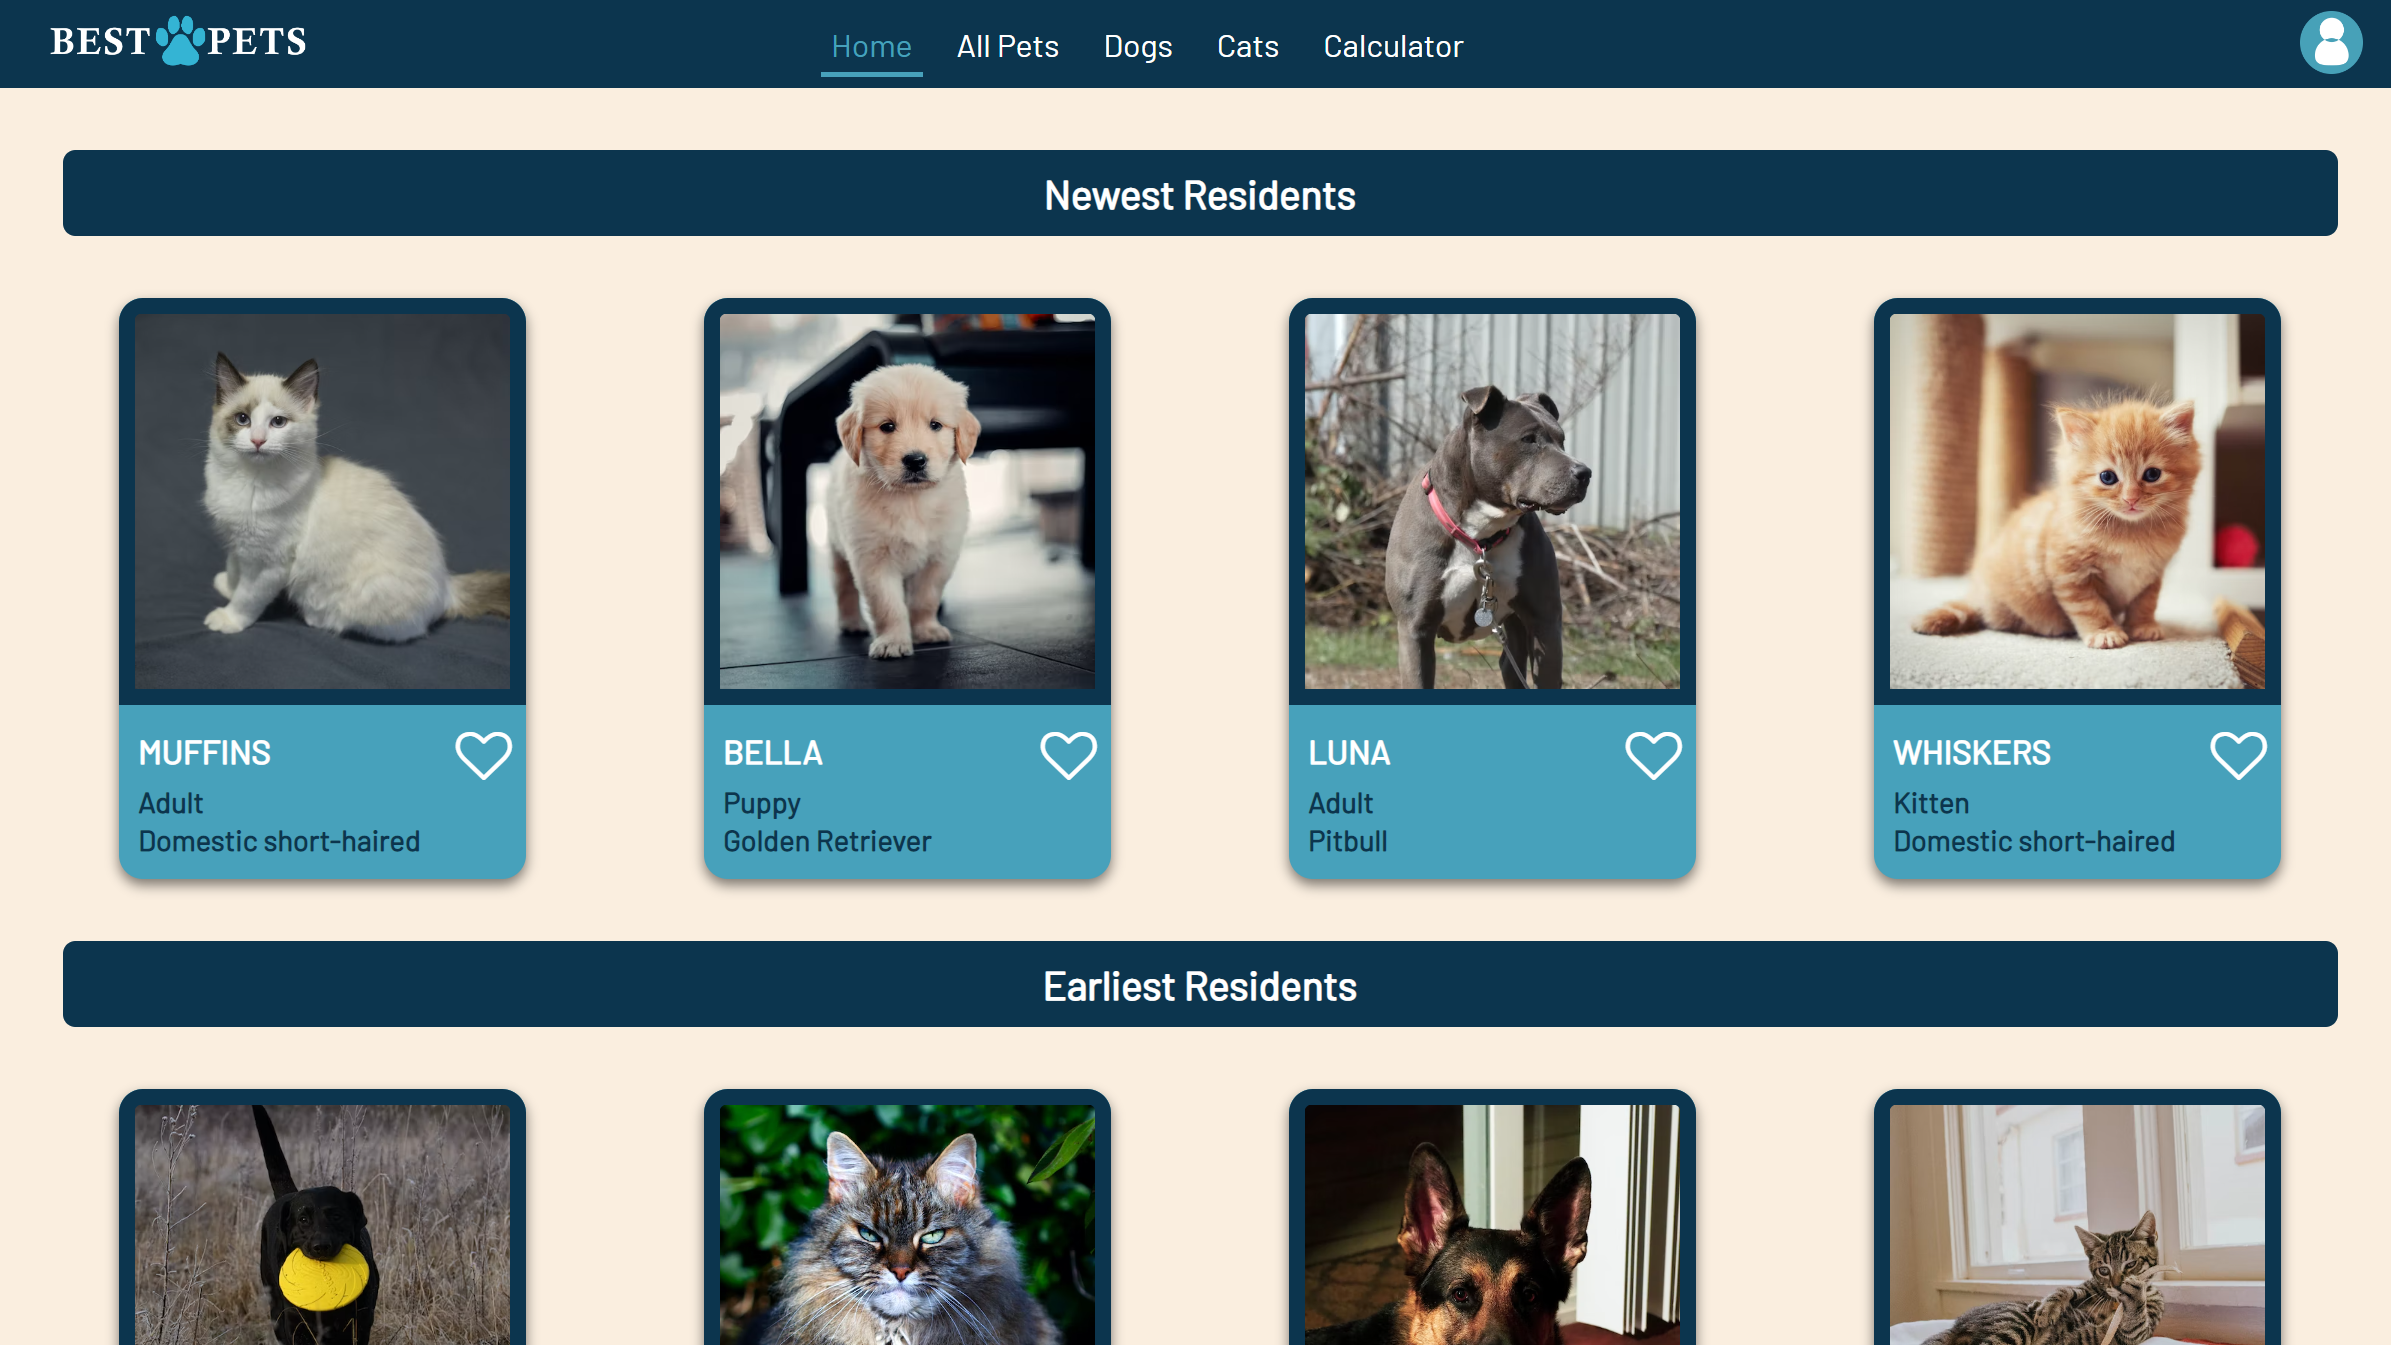 BEST PETS
Home All Pets Dogs Cats Calculator
Newest Residents
MUFFINS
Adult
Domestic short-haired
BELLA
Puppy
Golden Retriever
LUNA
Adult
Pitbull
WHISKERS
Kitten
Domestic short-haired
Earliest Residents